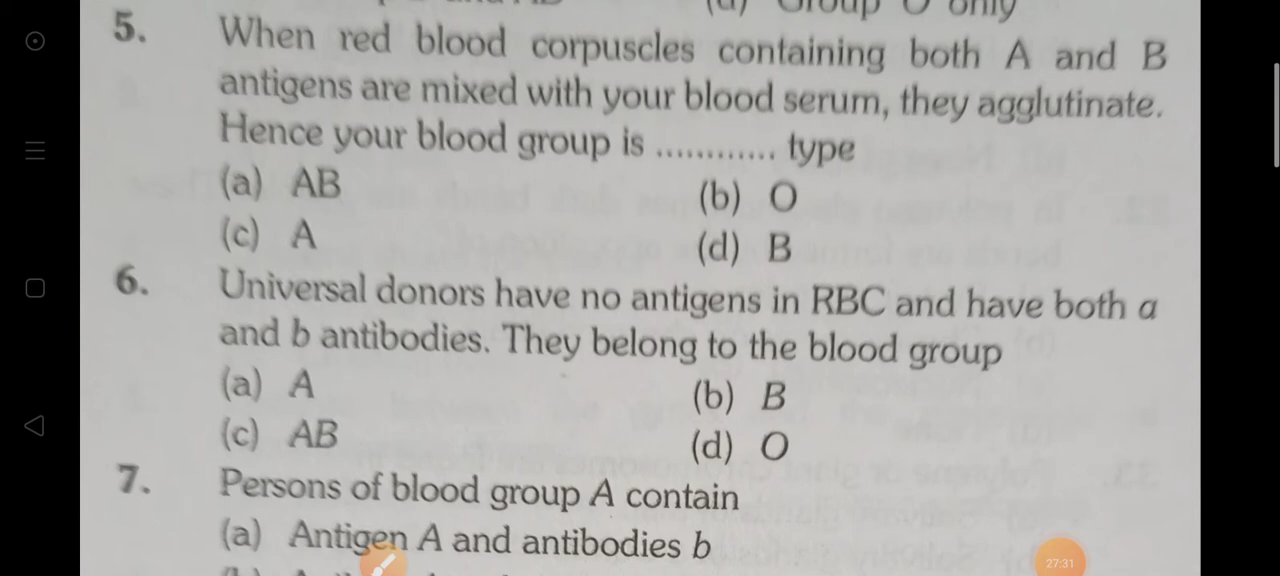 (d) Group O only
5. When red blood corpuscles containing both A and B
antigens are mixed with your blood serum, they agglutinate.
Hence your blood group is ............ type
(a) AB (b) O
(c) A (d) B
6. Universal donors have no antigens in RBC and have both a
and b antibodies. They belong to the blood group
(a) A (b) B
(c) AB (d) O
7. Persons of blood group A contain
(a) Antigen A and antibodies b
27:31